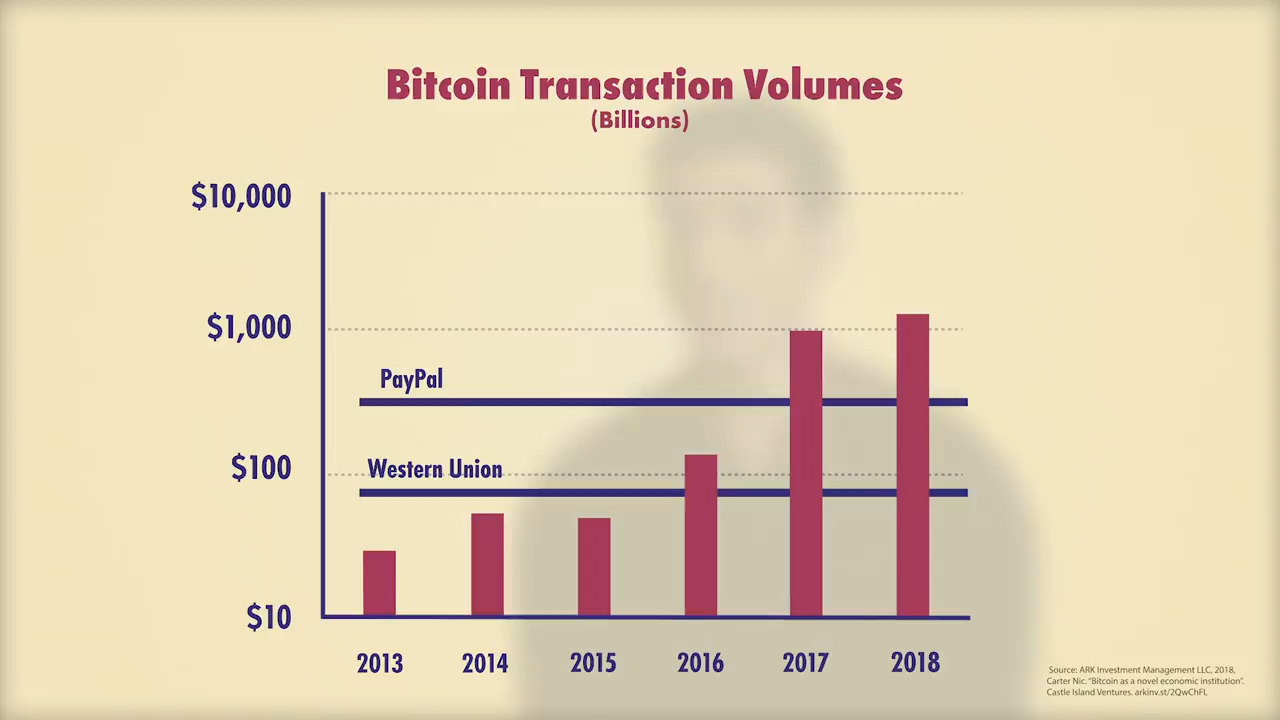 Bitcoin Transaction Volumes
(Billions)
$10,000
$1,000
PayPal
$100
Western Union
$10
2013 2014 2015 2016 2017 2018
Source: ARK Investment Management LLC, 2018,
Carter Nic. “Bitcoin as a novel economic institution”.
Castle Island Ventures. arkinv.st/2QwChFL